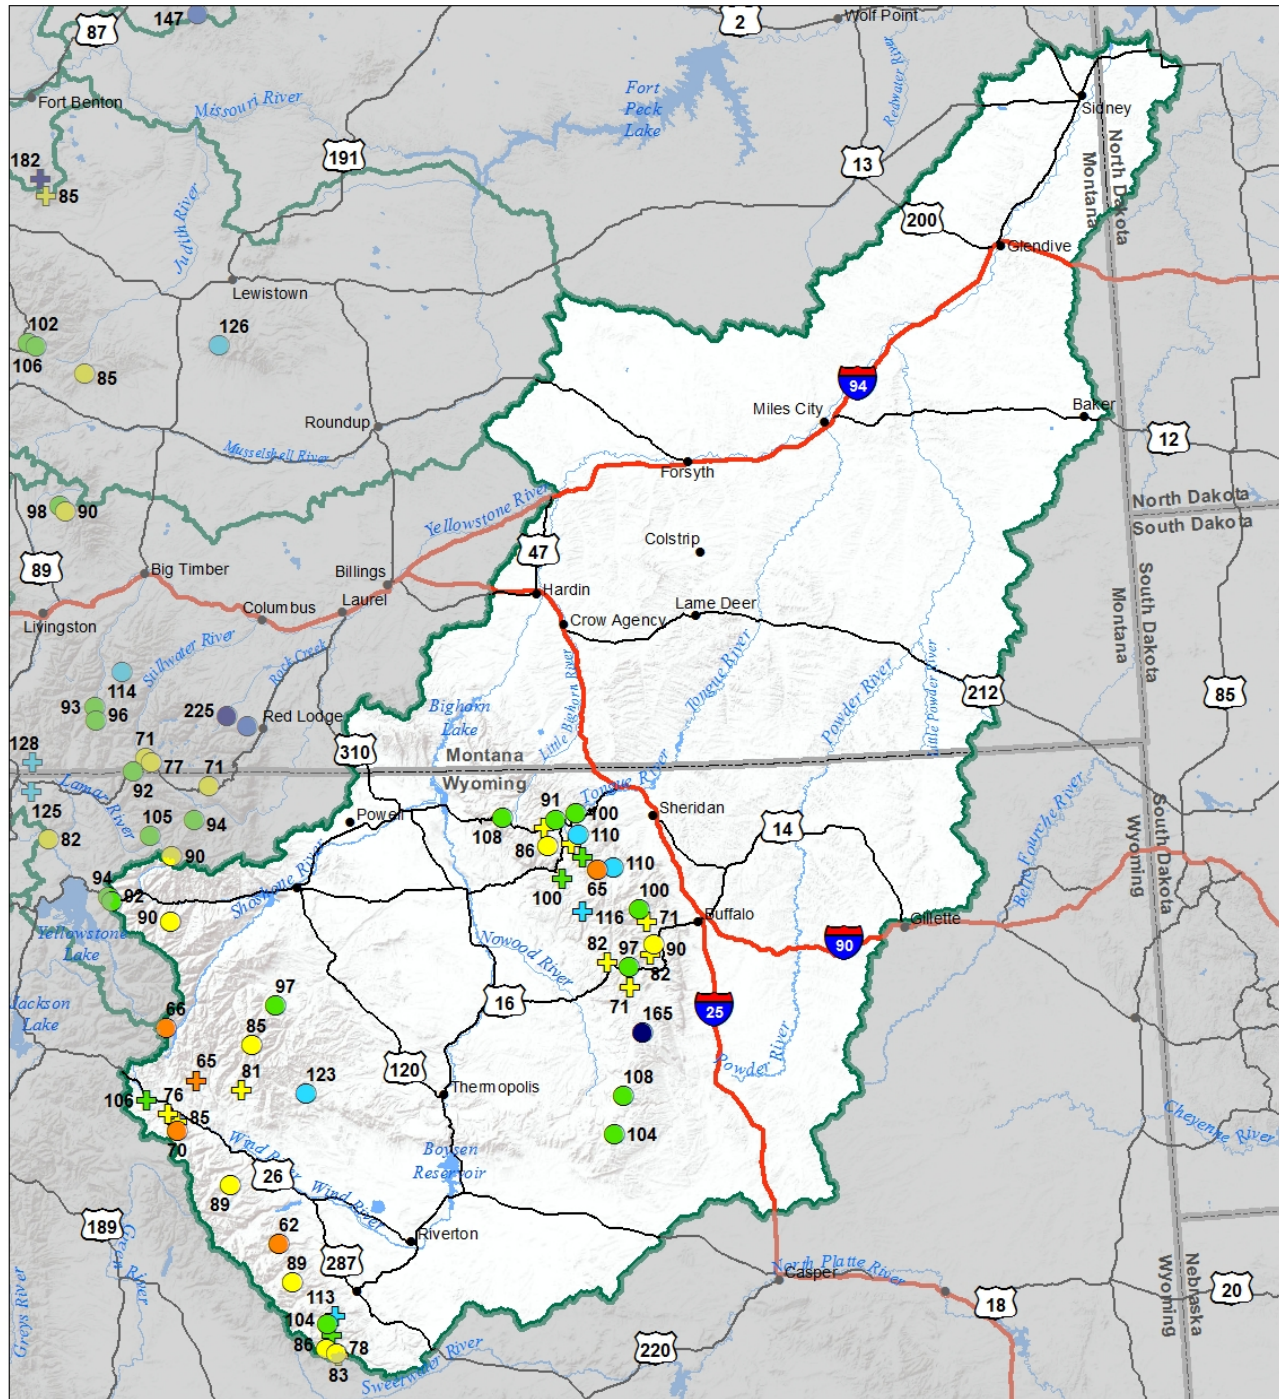 147
87
2
Wolf Point
Fort Benton
Missouri River
Fort
Peck
Lake
Redwater River
Sidney
191
182
85
13
North Dakota
Montana
Judith River
200
Glendive
Lewistown
102
126
106
85
94
Miles City
Baker
Roundup
12
Musselshell River
Forsyth
98
90
Yellowstone River
North Dakota
South Dakota
89
47
Colstrip
Big Timber
Billings
Hardin
Laurel
Columbus
Livingston
Crow Agency
Lame Deer
South Dakota
Montana
Stillwater River
Rock Creek
114
93
96
225
Red Lodge
Bighorn
Lake
Little Bighorn River
Tongue River
Powder River
Little Powder River
212
85
128
71
77
92
71
310
Montana
Wyoming
Tongue River
125
Lamar River
105
94
82
90
Powell
108
91
100
110
86
Sheridan
14
Belle Fourche River
South Dakota
Wyoming
65
110
100
94
92
90
Shoshone River
Yellowstone
Lake
116
100
71
Buffalo
Gillette
Nowood River
82
97
90
82
71
90
Jackson
Lake
66
97
85
16
165
25
Powder River
65
81
123
120
Thermopolis
108
106
76
85
70
104
Cheyenne River
Wind River
Boysen
Reservoir
26
Wind River
89
189
Green River
62
Riverton
287
89
North Platte River
Casper
Greys River
113
104
86
78
83
Sweetwater River
220
18
20
Nebraska
Wyoming